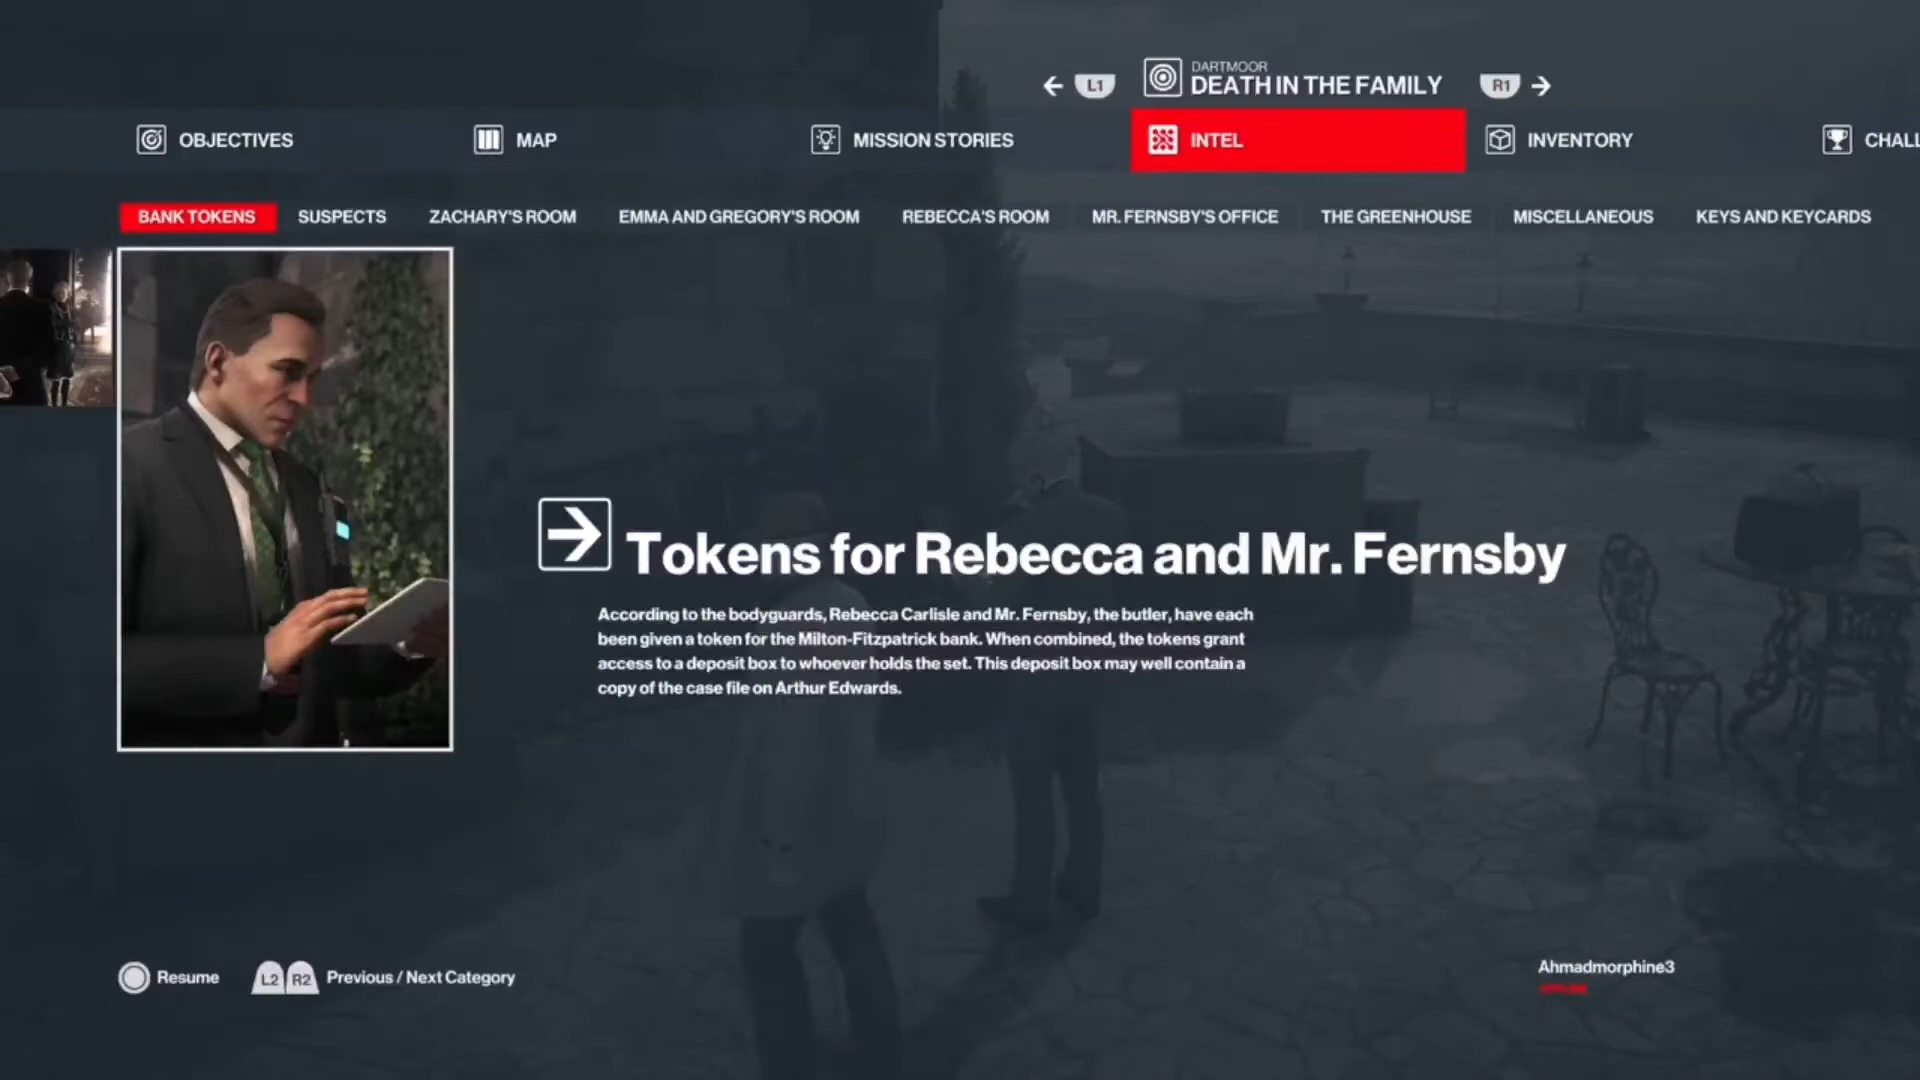 DARTMOOR
L1 DEATH IN THE FAMILY R1
OBJECTIVES MAP MISSION STORIES INTEL INVENTORY CHALL
BANK TOKENS SUSPECTS ZACHARY'S ROOM EMMA AND GREGORY'S ROOM REBECCA'S ROOM MR. FERNSBY'S OFFICE THE GREENHOUSE MISCELLANEOUS KEYS AND KEYCARDS
Tokens for Rebecca and Mr. Fernsby
According to the bodyguards, Rebecca Carlisle and Mr. Fernsby, the butler, have each
been given a token for the Milton-Fitzpatrick bank. When combined, the tokens grant
access to a deposit box to whoever holds the set. This deposit box may well contain a
copy of the case file on Arthur Edwards.
Resume L2 R2 Previous / Next Category
Ahmadmorphine3